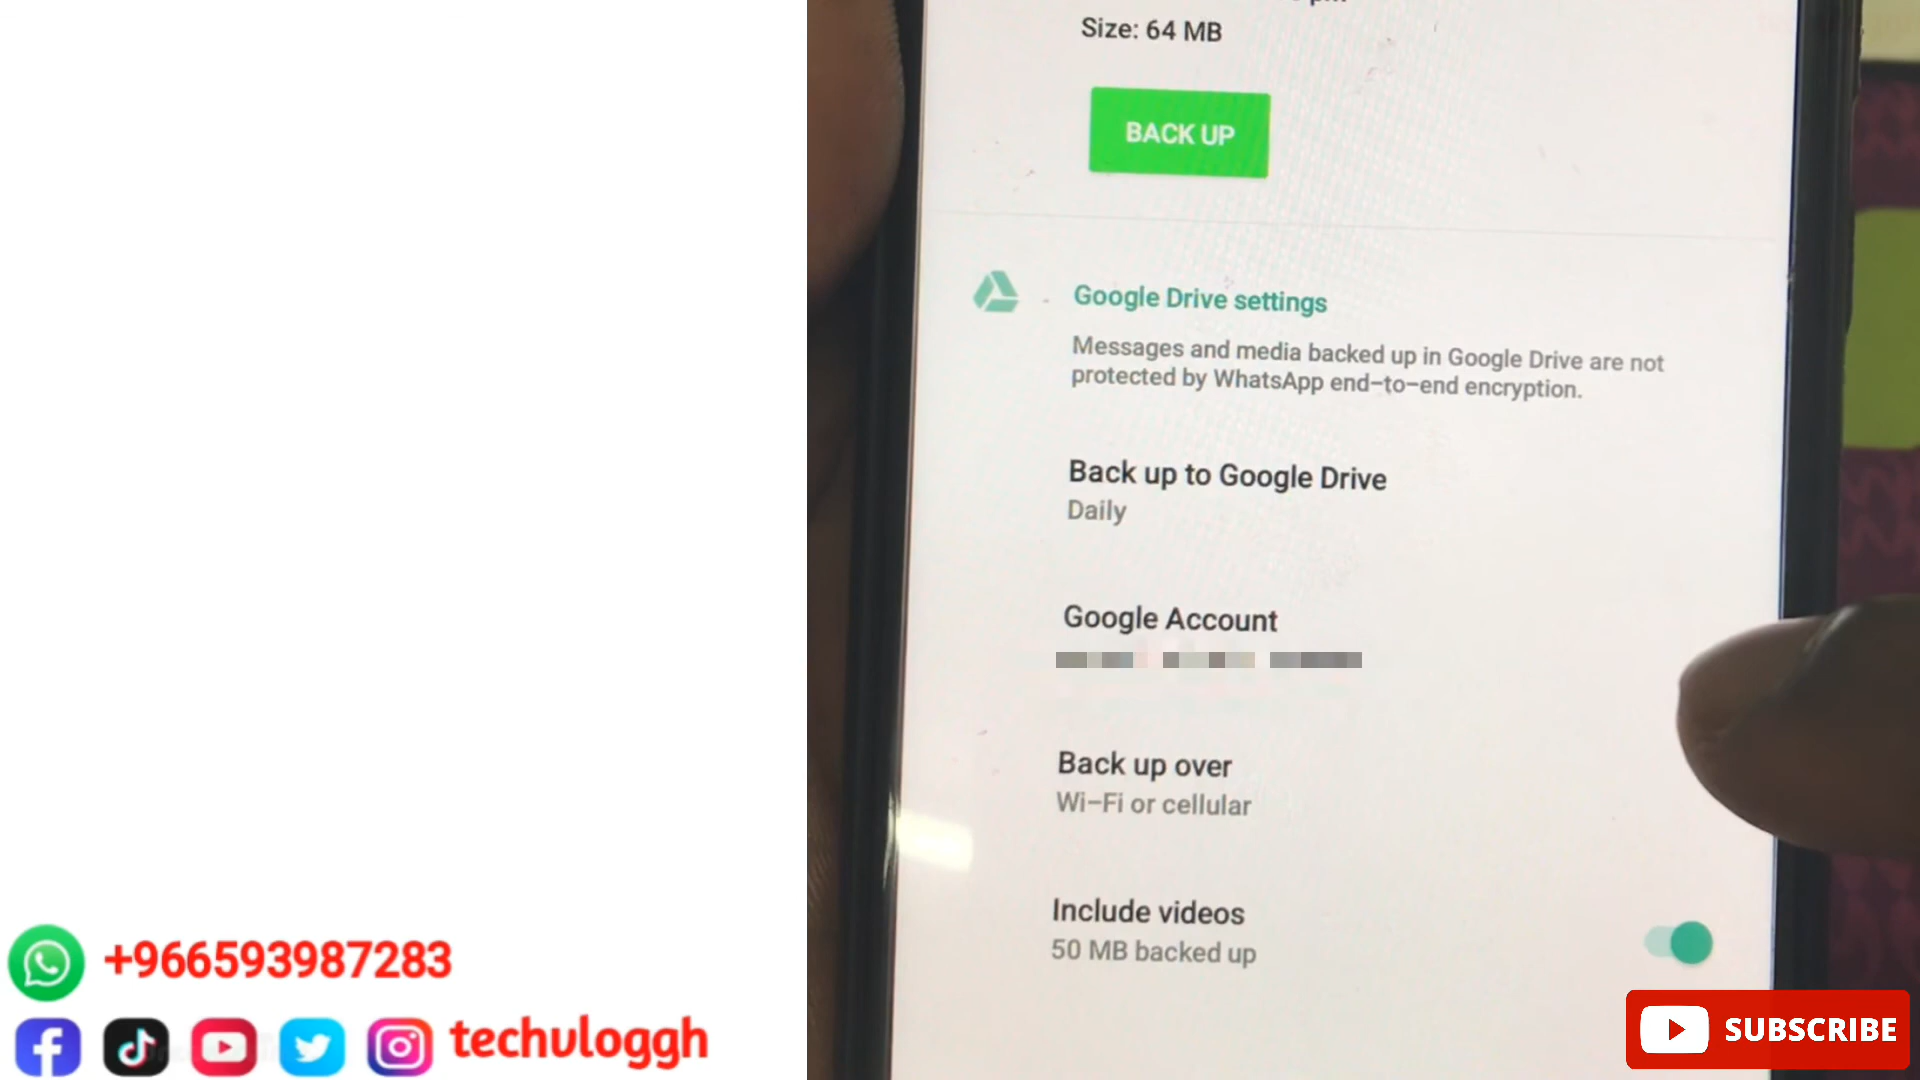 Size: 64 MB
BACK UP
Google Drive settings
Messages and media backed up in Google Drive are not
protected by WhatsApp end-to-end encryption.
Back up to Google Drive
Daily
Google Account
Back up over
Wi-Fi or cellular
Include videos
50 MB backed up
+966593987283
techuloggh
SUBSCRIBE